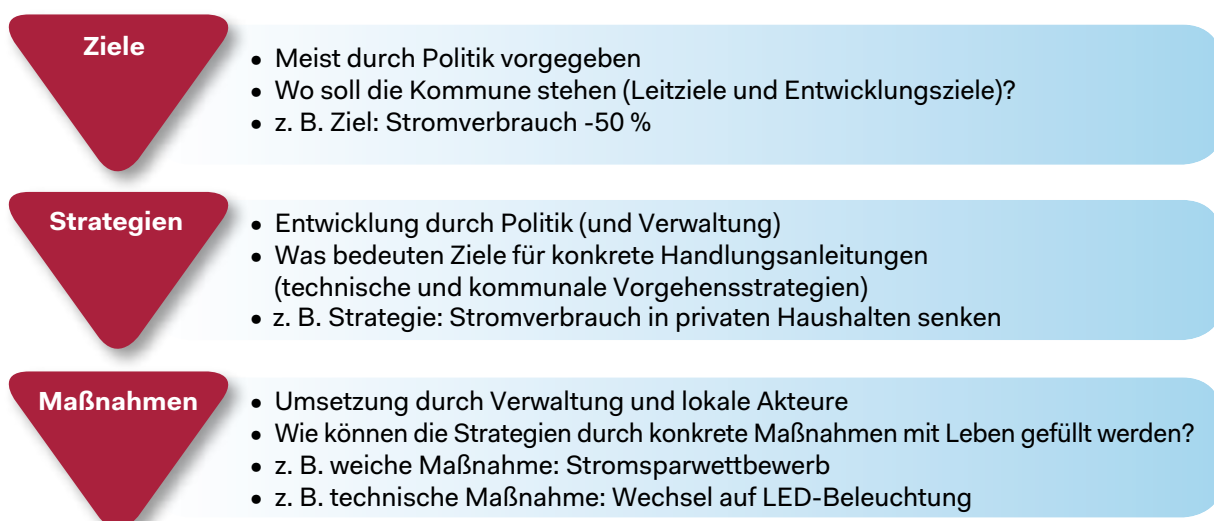 Ziele
• Meist durch Politik vorgegeben
• Wo soll die Kommune stehen (Leitziele und Entwicklungsziele)?
• z. B. Ziel: Stromverbrauch -50 %
Strategien
• Entwicklung durch Politik (und Verwaltung)
• Was bedeuten Ziele für konkrete Handlungsanleitungen
(technische und kommunale Vorgehensstrategien)
• z. B. Strategie: Stromverbrauch in privaten Haushalten senken
Maßnahmen
• Umsetzung durch Verwaltung und lokale Akteure
• Wie können die Strategien durch konkrete Maßnahmen mit Leben gefüllt werden?
• z. B. weiche Maßnahme: Stromsparwettbewerb
• z. B. technische Maßnahme: Wechsel auf LED-Beleuchtung